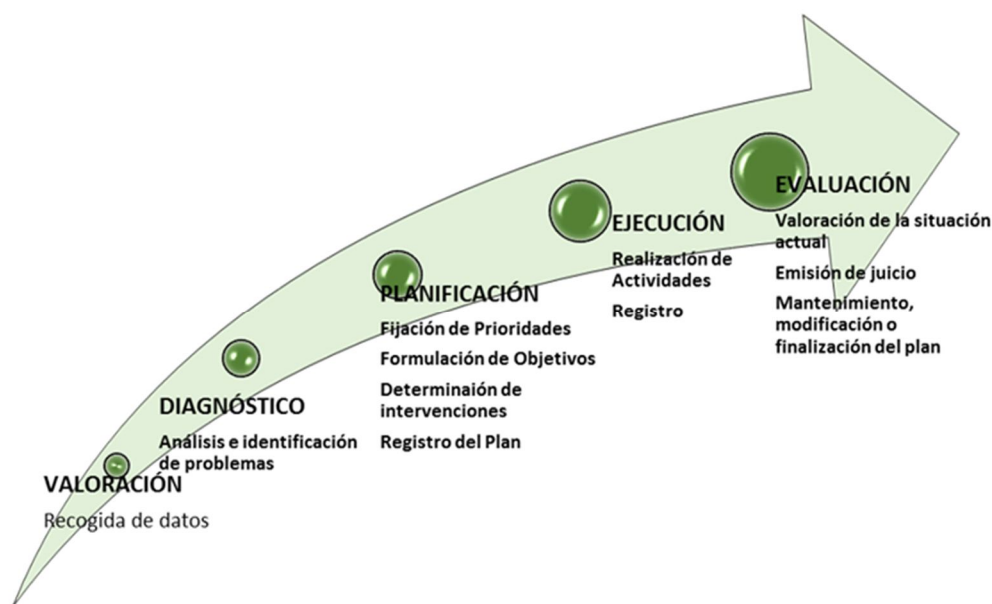 VALORACIÓN
Recogida de datos
DIAGNÓSTICO
Análisis e identificación
de problemas
PLANIFICACIÓN
Fijación de Prioridades
Formulación de Objetivos
Determinaión de
intervenciones
Registro del Plan
EJECUCIÓN
Realización de
Actividades
Registro
EVALUACIÓN
Valoración de la situación
actual
Emisión de juicio
Mantenimiento,
modificación o
finalización del plan